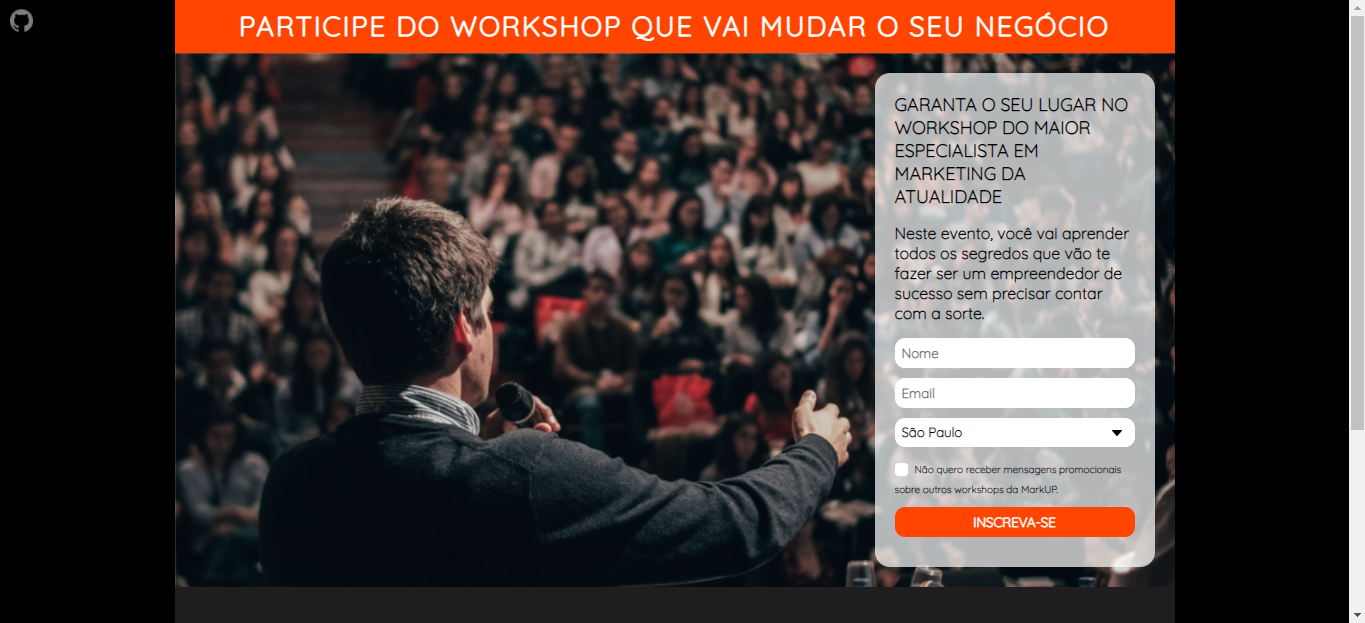 PARTICIPE DO WORKSHOP QUE VAI MUDAR O SEU NEGÓCIO
GARANTA O SEU LUGAR NO
WORKSHOP DO MAIOR
ESPECIALISTA EM
MARKETING DA
ATUALIDADE
Neste evento, você vai aprender
todos os segredos que vão te
fazer ser um empreendedor de
sucesso sem precisar contar
com a sorte.
Nome
Email
São Paulo
Não quero receber mensagens promocionais
sobre outros workshops da MarkUP.
INSCREVA-SE